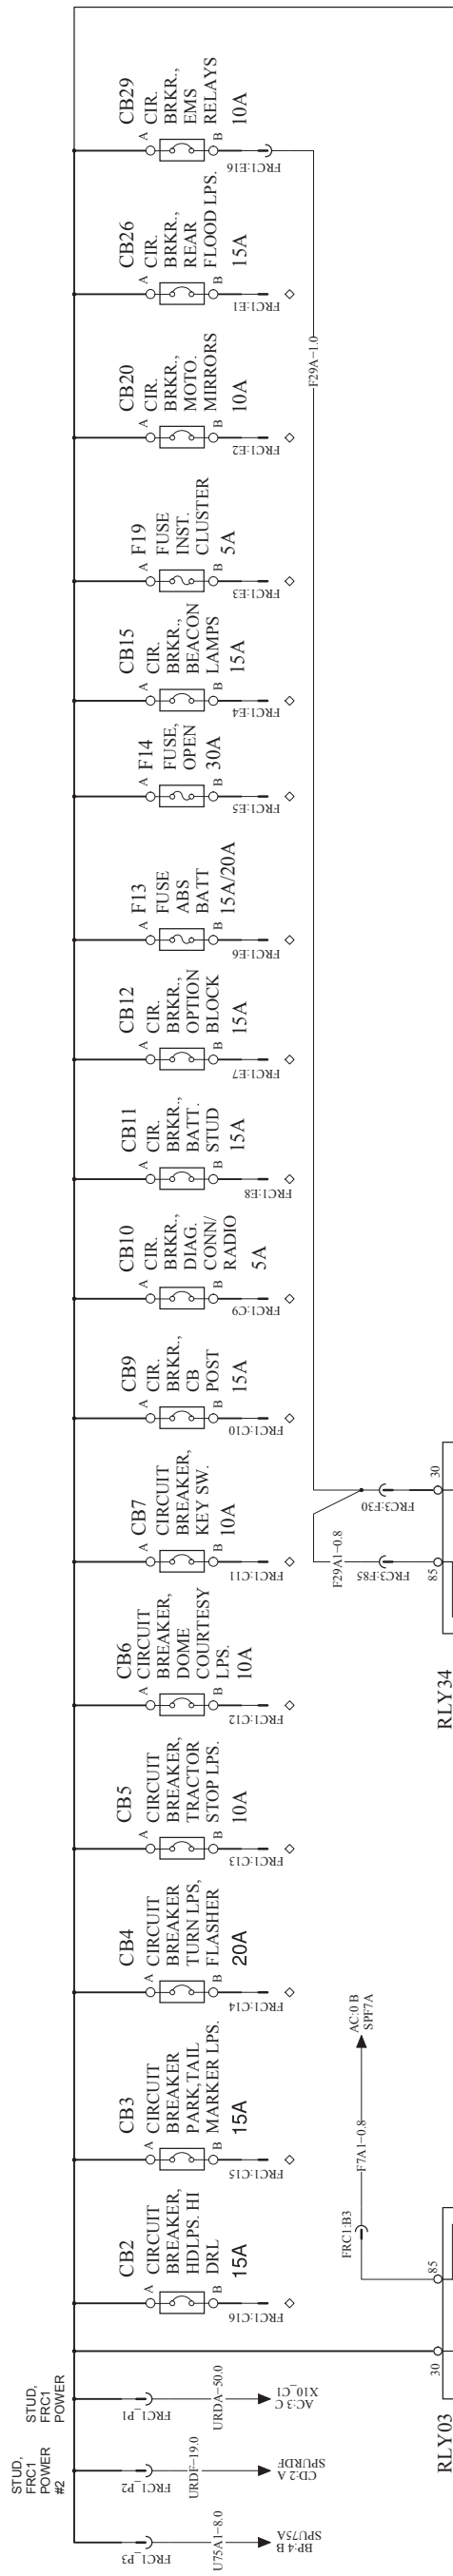 STUD,
FRC1
POWER
#2
STUD,
FRC1
POWER
FRC1_P3
U75A1-8.0
BP:4 B
SPU75A
FRC1_P2
URDF-19.0
CD:2 A
SPURDF
FRC1_P1
URDA-50.0
AC:3 C
X10_C1
CB2
CIRCUIT
BREAKER,
HDLPS. HI
DRL
15A
A
B
FRC1:C16
CB3
CIRCUIT
BREAKER
PARK,TAIL
MARKER LPS.
15A
A
B
FRC1:C15
CB4
CIRCUIT
BREAKER
TURN LPS,
FLASHER
20A
A
B
FRC1:C14
CB5
CIRCUIT
BREAKER,
TRACTOR
STOP LPS.
10A
A
B
FRC1:C13
CB6
CIRCUIT
BREAKER,
DOME
COURTESY
LPS.
10A
A
B
FRC1:C12
CB7
CIRCUIT
BREAKER,
KEY SW.
10A
A
B
FRC1:C11
CB9
CIR.
BRKR.,
CB
POST
15A
A
B
FRC1:C10
CB10
CIR.
BRKR.,
DIAG.
CONN/
RADIO
5A
A
B
FRC1:C9
CB11
CIR.
BRKR.,
BATT.
STUD
15A
A
B
FRC1:E8
CB12
CIR.
BRKR.,
OPTION
BLOCK
15A
A
B
FRC1:E7
F13
FUSE
ABS
BATT
15A/20A
A
B
FRC1:E6
F14
FUSE,
OPEN
30A
A
B
FRC1:E5
CB15
CIR.
BRKR.,
BEACON
LAMPS
15A
A
B
FRC1:E4
F19
FUSE
INST.
CLUSTER
5A
A
B
FRC1:E3
CB20
CIR.
BRKR.,
MOTO.
MIRRORS
10A
A
B
FRC1:E2
CB26
CIR.
BRKR.,
REAR
FLOOD LPS.
15A
A
B
FRC1:E1
CB29
CIR.
BRKR.,
EMS
RELAYS
10A
A
B
FRC1:E16
F29A-1.0
FRC1:B3
F7A1-0.8
AC:0 B
SPF7A
F29A1-0.8
FRC3:F85
FRC3:F30
30
85
RLY03
85
30
RLY34